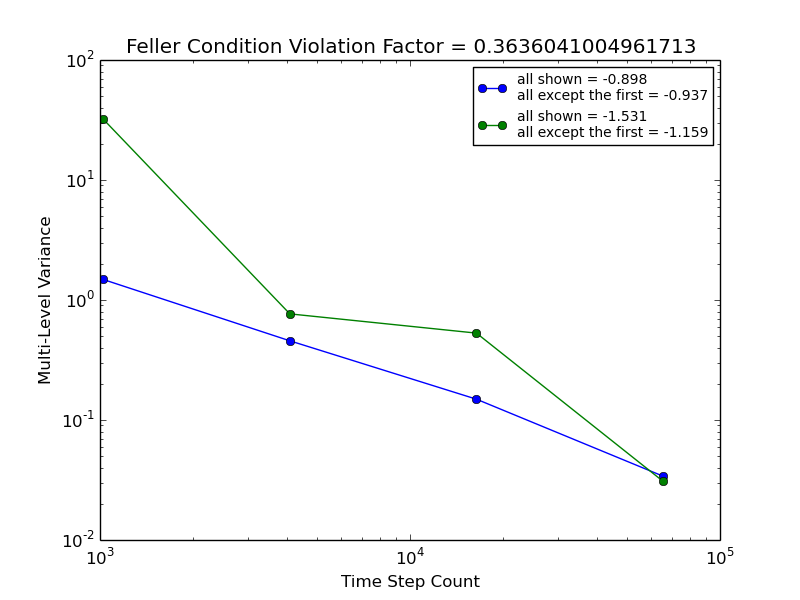 Feller Condition Violation Factor = 0.3636041004961713
all shown = -0.898
all except the first = -0.937
all shown = -1.531
all except the first = -1.159
Multi-Level Variance
10^2
10^1
10^0
10^-1
10^-2
10^3
10^4
10^5
Time Step Count